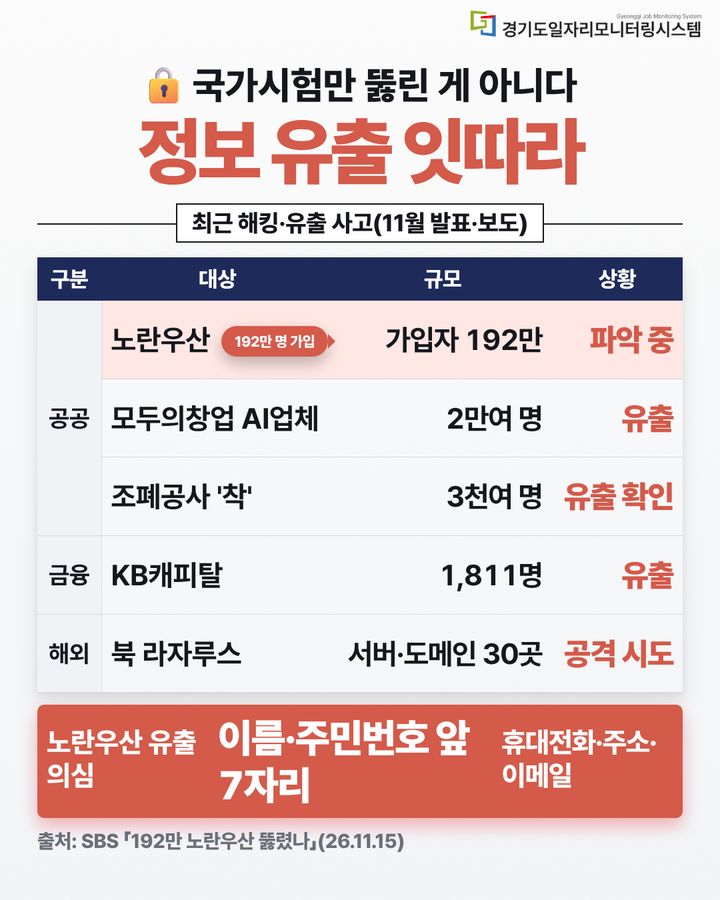 Gyeonggi Job Monitoring System
경기도일자리모니터링시스템
국가시험만 뚫린 게 아니다
정보 유출 잇따라
최근 해킹·유출 사고(11월 발표·보도)
구분 대상 규모 상황
공공
노란우산 192만 명 가입 가입자 192만 파악 중
모두의창업 AI업체 2만여 명 유출
조폐공사 '착' 3천여 명 유출 확인
금융 KB캐피탈 1,811명 유출
해외 북 라자루스 서버·도메인 30곳 공격 시도
노란우산 유출
의심
이름·주민번호 앞
7자리
휴대전화·주소·
이메일
출처: SBS 「192만 노란우산 뚫렸나」(26.11.15)